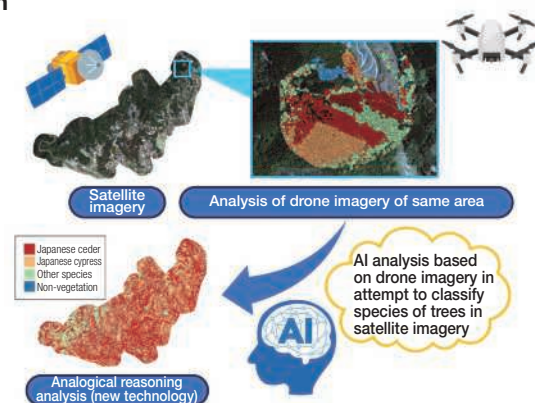 Satellite
imagery
Analysis of drone imagery of same area
Japanese ceder
Japanese cypress
Other species
Non-vegetation
AI analysis based
on drone imagery in
attempt to classify
species of trees in
satellite imagery
AI
Analogical reasoning
analysis (new technology)